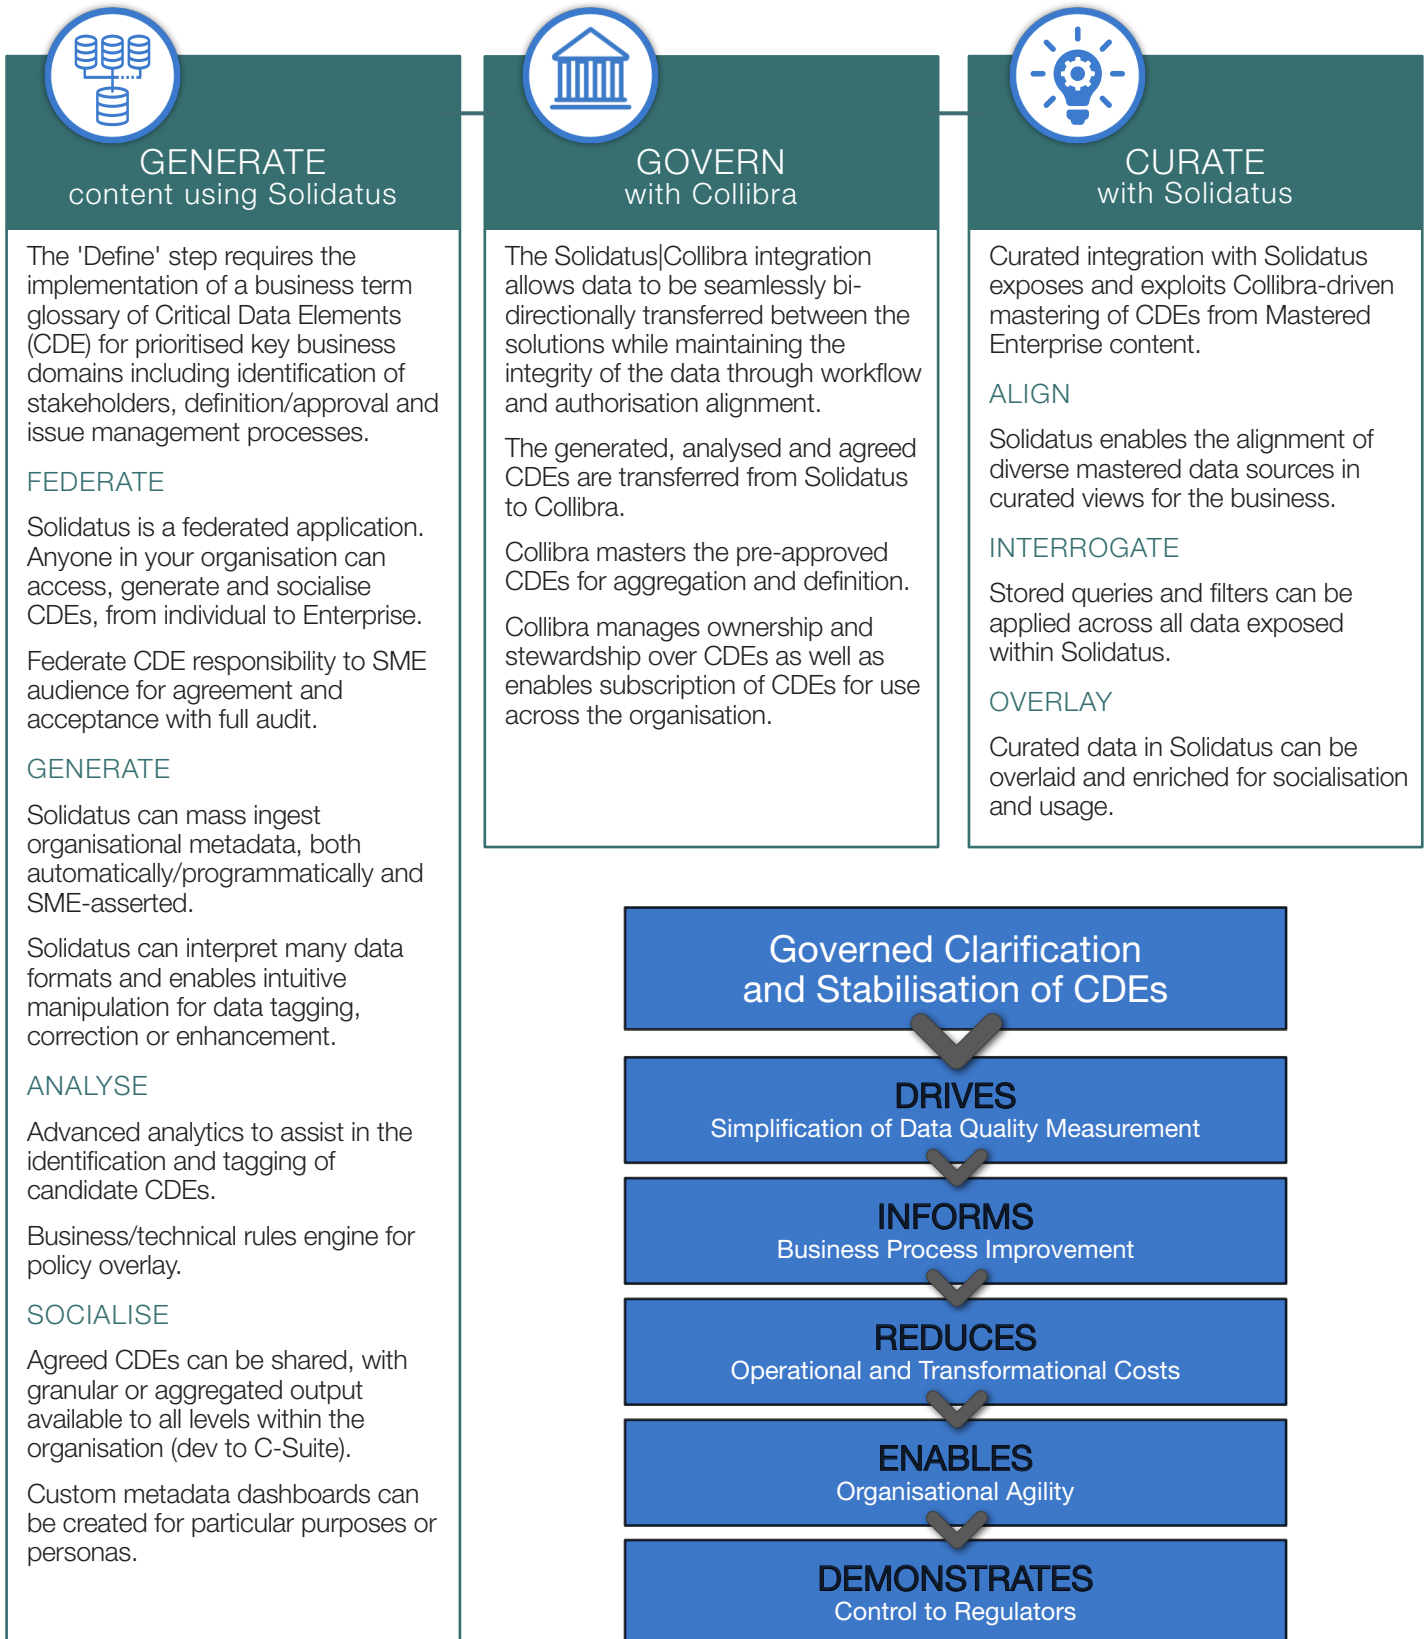 GENERATE
content using Solidatus
The 'Define' step requires the
implementation of a business term
glossary of Critical Data Elements
(CDE) for prioritised key business
domains including identification of
stakeholders, definition/approval and
issue management processes.
FEDERATE
Solidatus is a federated application.
Anyone in your organisation can
access, generate and socialise
CDEs, from individual to Enterprise.
Federate CDE responsibility to SME
audience for agreement and
acceptance with full audit.
GENERATE
Solidatus can mass ingest
organisational metadata, both
automatically/programmatically and
SME-asserted.
Solidatus can interpret many data
formats and enables intuitive
manipulation for data tagging,
correction or enhancement.
ANALYSE
Advanced analytics to assist in the
identification and tagging of
candidate CDEs.
Business/technical rules engine for
policy overlay.
SOCIALISE
Agreed CDEs can be shared, with
granular or aggregated output
available to all levels within the
organisation (dev to C-Suite).
Custom metadata dashboards can
be created for particular purposes or
personas.
GOVERN
with Collibra
The Solidatus|Collibra integration
allows data to be seamlessly bi-
directionally transferred between the
solutions while maintaining the
integrity of the data through workflow
and authorisation alignment.
The generated, analysed and agreed
CDEs are transferred from Solidatus
to Collibra.
Collibra masters the pre-approved
CDEs for aggregation and definition.
Collibra manages ownership and
stewardship over CDEs as well as
enables subscription of CDEs for use
across the organisation.
CURATE
with Solidatus
Curated integration with Solidatus
exposes and exploits Collibra-driven
mastering of CDEs from Mastered
Enterprise content.
ALIGN
Solidatus enables the alignment of
diverse mastered data sources in
curated views for the business.
INTERROGATE
Stored queries and filters can be
applied across all data exposed
within Solidatus.
OVERLAY
Curated data in Solidatus can be
overlaid and enriched for socialisation
and usage.
Governed Clarification
and Stabilisation of CDEs
DRIVES
Simplification of Data Quality Measurement
INFORMS
Business Process Improvement
REDUCES
Operational and Transformational Costs
ENABLES
Organisational Agility
DEMONSTRATES
Control to Regulators